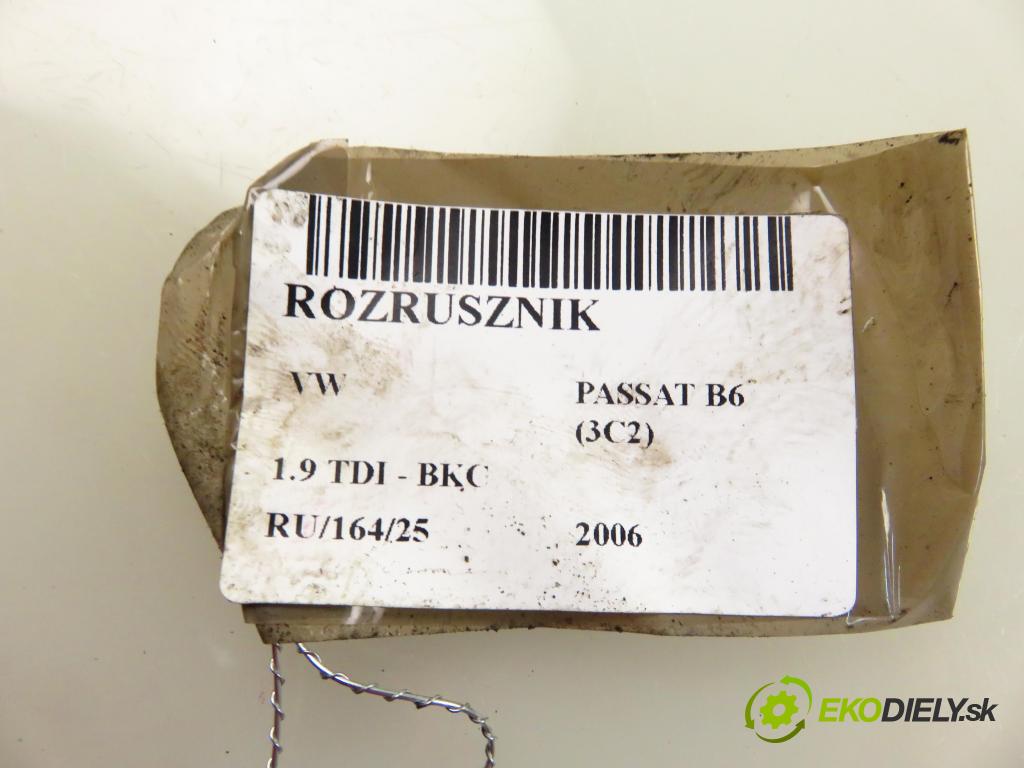 ROZRUSZNIK
VW
PASSAT B6
(3C2)
1.9 TDI - BKC
RU/164/25
2006
EKODIELY.sk